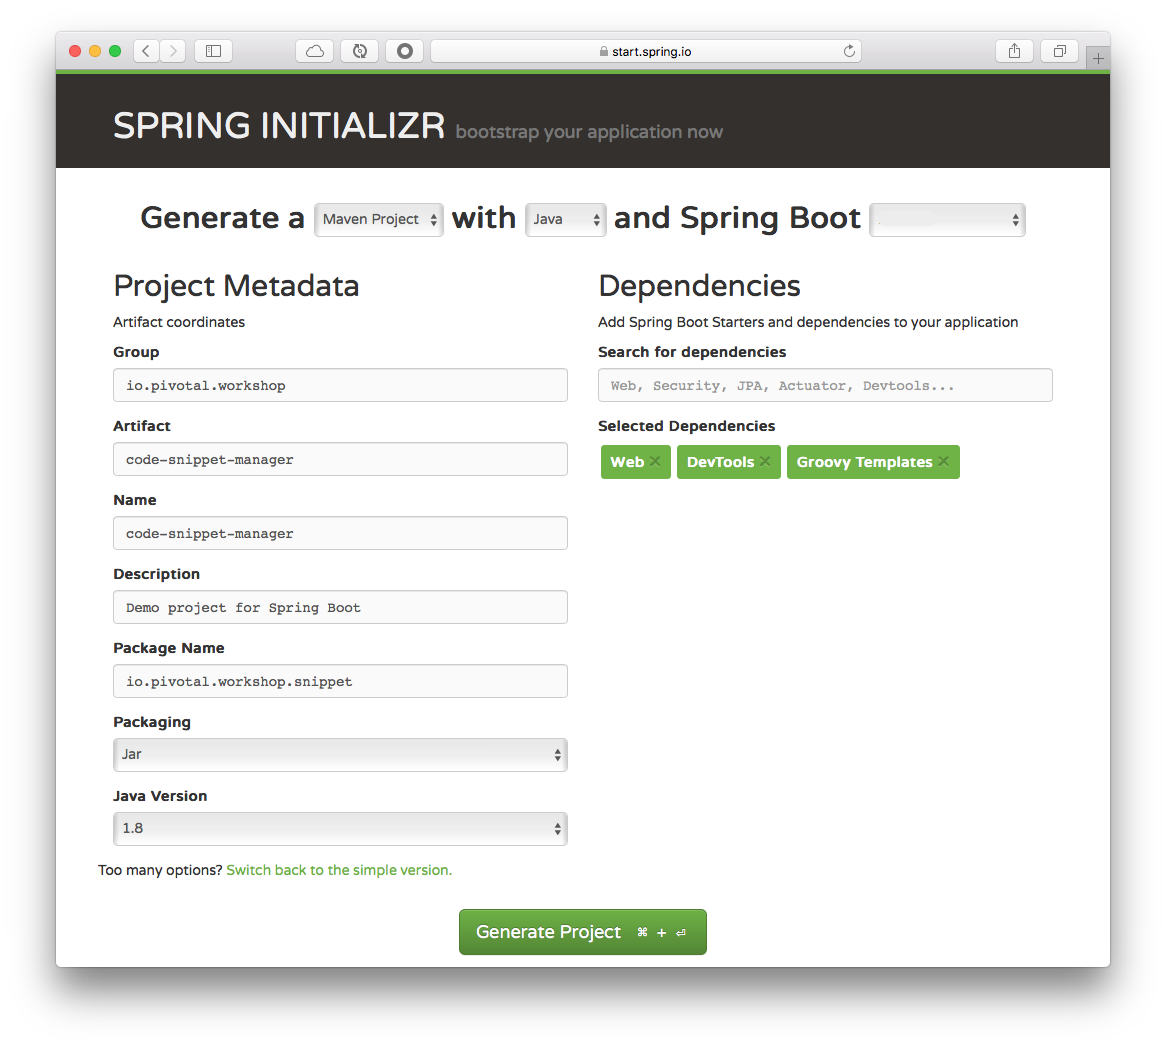 start.spring.io
SPRING INITIALIZR bootstrap your application now
Generate a Maven Project with Java and Spring Boot
Project Metadata
Artifact coordinates
Group
io.pivotal.workshop
Artifact
code-snippet-manager
Name
code-snippet-manager
Description
Demo project for Spring Boot
Package Name
io.pivotal.workshop.snippet
Packaging
Jar
Java Version
1.8
Dependencies
Add Spring Boot Starters and dependencies to your application
Search for dependencies
Web, Security, JPA, Actuator, Devtools...
Selected Dependencies
Web × DevTools × Groovy Templates ×
Too many options? Switch back to the simple version.
Generate Project ⌘ + ⏎